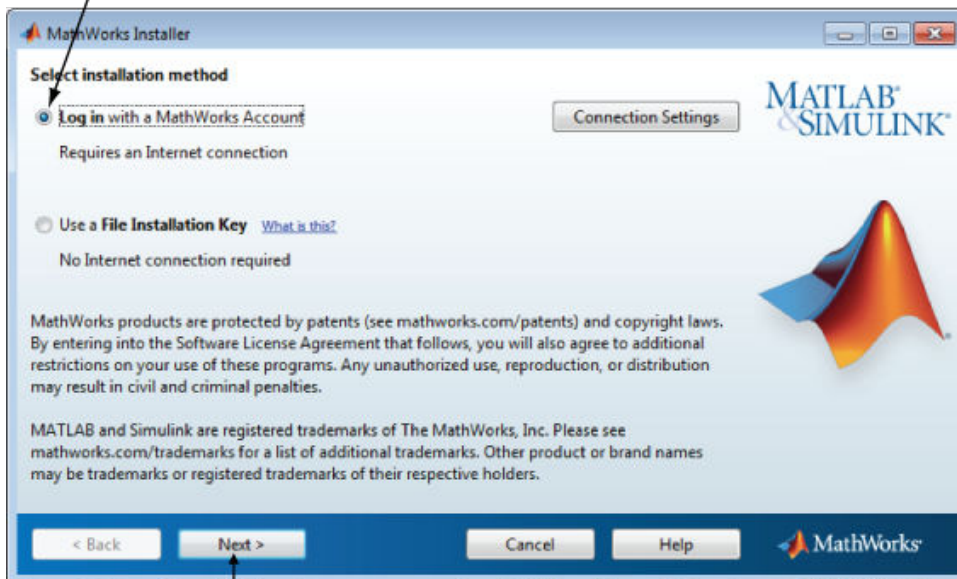 MathWorks Installer
Select installation method
Log in with a MathWorks Account
Connection Settings
MATLAB®
&SIMULINK®
Requires an Internet connection
Use a File Installation Key What is this?
No Internet connection required
MathWorks products are protected by patents (see mathworks.com/patents) and copyright laws.
By entering into the Software License Agreement that follows, you will also agree to additional
restrictions on your use of these programs. Any unauthorized use, reproduction, or distribution
may result in civil and criminal penalties.
MATLAB and Simulink are registered trademarks of The MathWorks, Inc. Please see
mathworks.com/trademarks for a list of additional trademarks. Other product or brand names
may be trademarks or registered trademarks of their respective holders.
< Back
Next >
Cancel
Help
MathWorks®